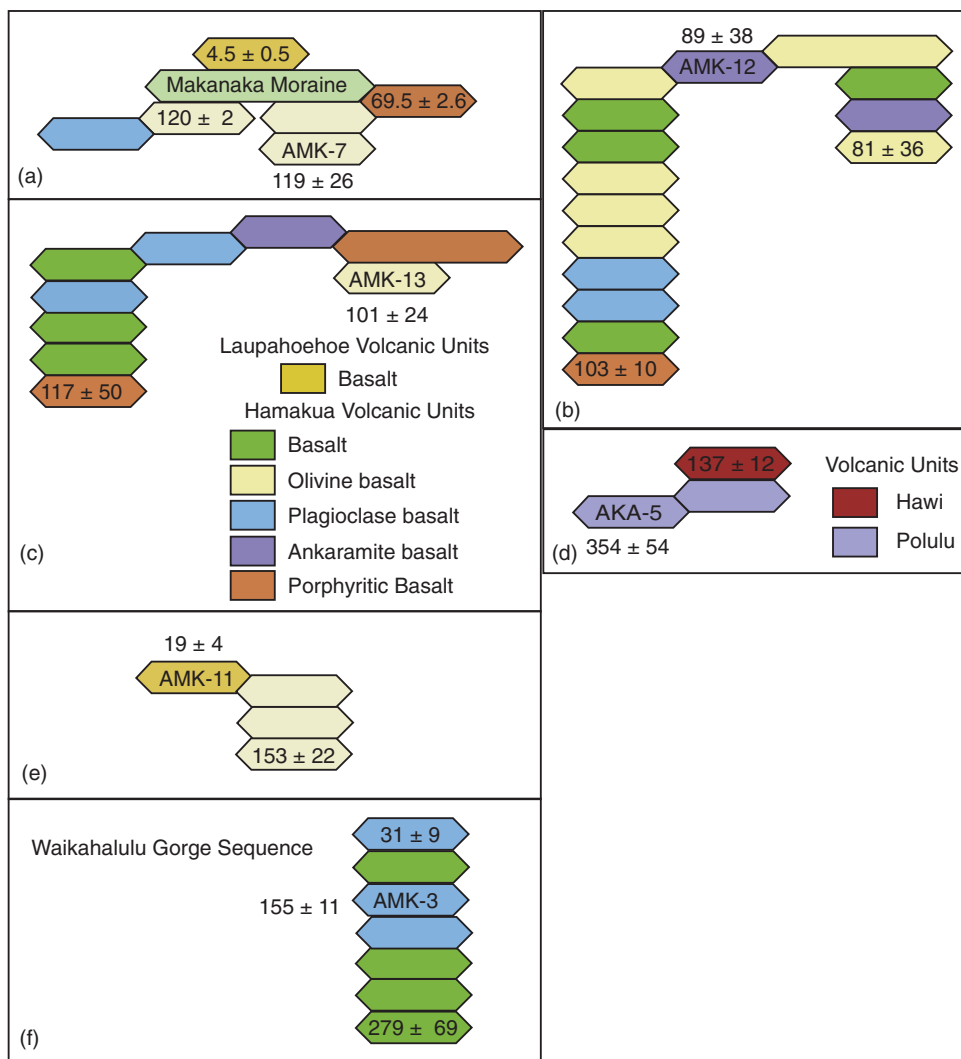 4.5 ± 0.5
Makanaka Moraine
69.5 ± 2.6
120 ± 2
AMK-7
119 ± 26
(a)
89 ± 38
AMK-12
81 ± 36
103 ± 10
(b)
AMK-13
101 ± 24
117 ± 50
Laupahoehoe Volcanic Units
Basalt
Hamakua Volcanic Units
Basalt
Olivine basalt
Plagioclase basalt
Ankaramite basalt
Porphyritic Basalt
(c)
137 ± 12
AKA-5
354 ± 54
Volcanic Units
Hawi
Polulu
(d)
19 ± 4
AMK-11
153 ± 22
(e)
Waikahalulu Gorge Sequence
31 ± 9
AMK-3
155 ± 11
279 ± 69
(f)